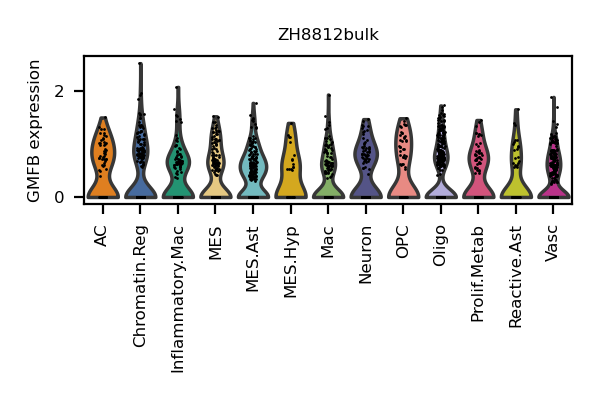 ZH8812bulk
GMFB expression
2
0
AC
Chromatin.Reg
Inflammatory.Mac
MES
MES.Ast
MES.Hyp
Mac
Neuron
OPC
Oligo
Prolif.Metab
Reactive.Ast
Vasc